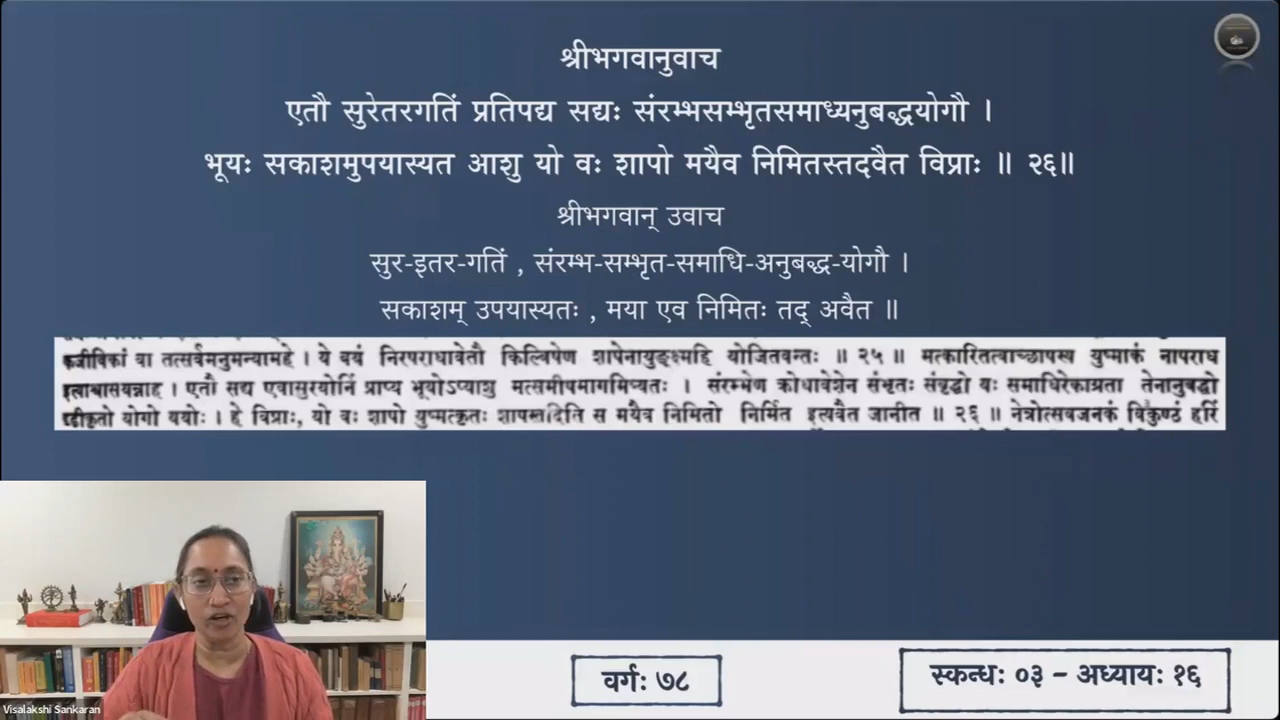 श्रीभगवानुवाच
एतौ सुरेतरगतिं प्रतिपद्य सद्यः संरम्भसम्भृतसमाध्यनुबद्धयोगौ ।
भूयः सकाशमुपयास्यत आशु यो वः शापो मयैव निमितस्तदवैत विप्राः ॥ २६॥
श्रीभगवान् उवाच
सुर-इतर-गतिं , संरम्भ-सम्भृत-समाधि-अनुबद्ध-योगौ ।
सकाशम् उपयास्यतः , मया एव निमितः तद् अवैत ॥
वा तत्सर्वमनुमन्यामहे । ये वयं निरपराधावेतौ किल्विषेण शापेनायुङ्क्ष्महि योजितवन्तः ॥ २५ ॥ मत्कारितत्वाच्छापस्य युष्माकं नापराध
एतौ सद्य एवासुरयोनिं प्राप्य भूयोऽप्याशु मत्समीपमागमिष्यतः । संरम्भेण क्रोधावेशेन संभृतः संवृद्धो यः समाधिरेकाग्रता तेनानुबद्धो
योगो ययोः । हे विप्राः, यो वः शापो युष्मत्कृतः स मयैव निमितो निर्मित इत्यवैत जानीत ॥ २६ ॥ नेत्रोत्सवजनकं विकुण्ठं हरिं
Visalakshi Sankaran
वर्गः ७८
स्कन्धः ०३ – अध्यायः १६